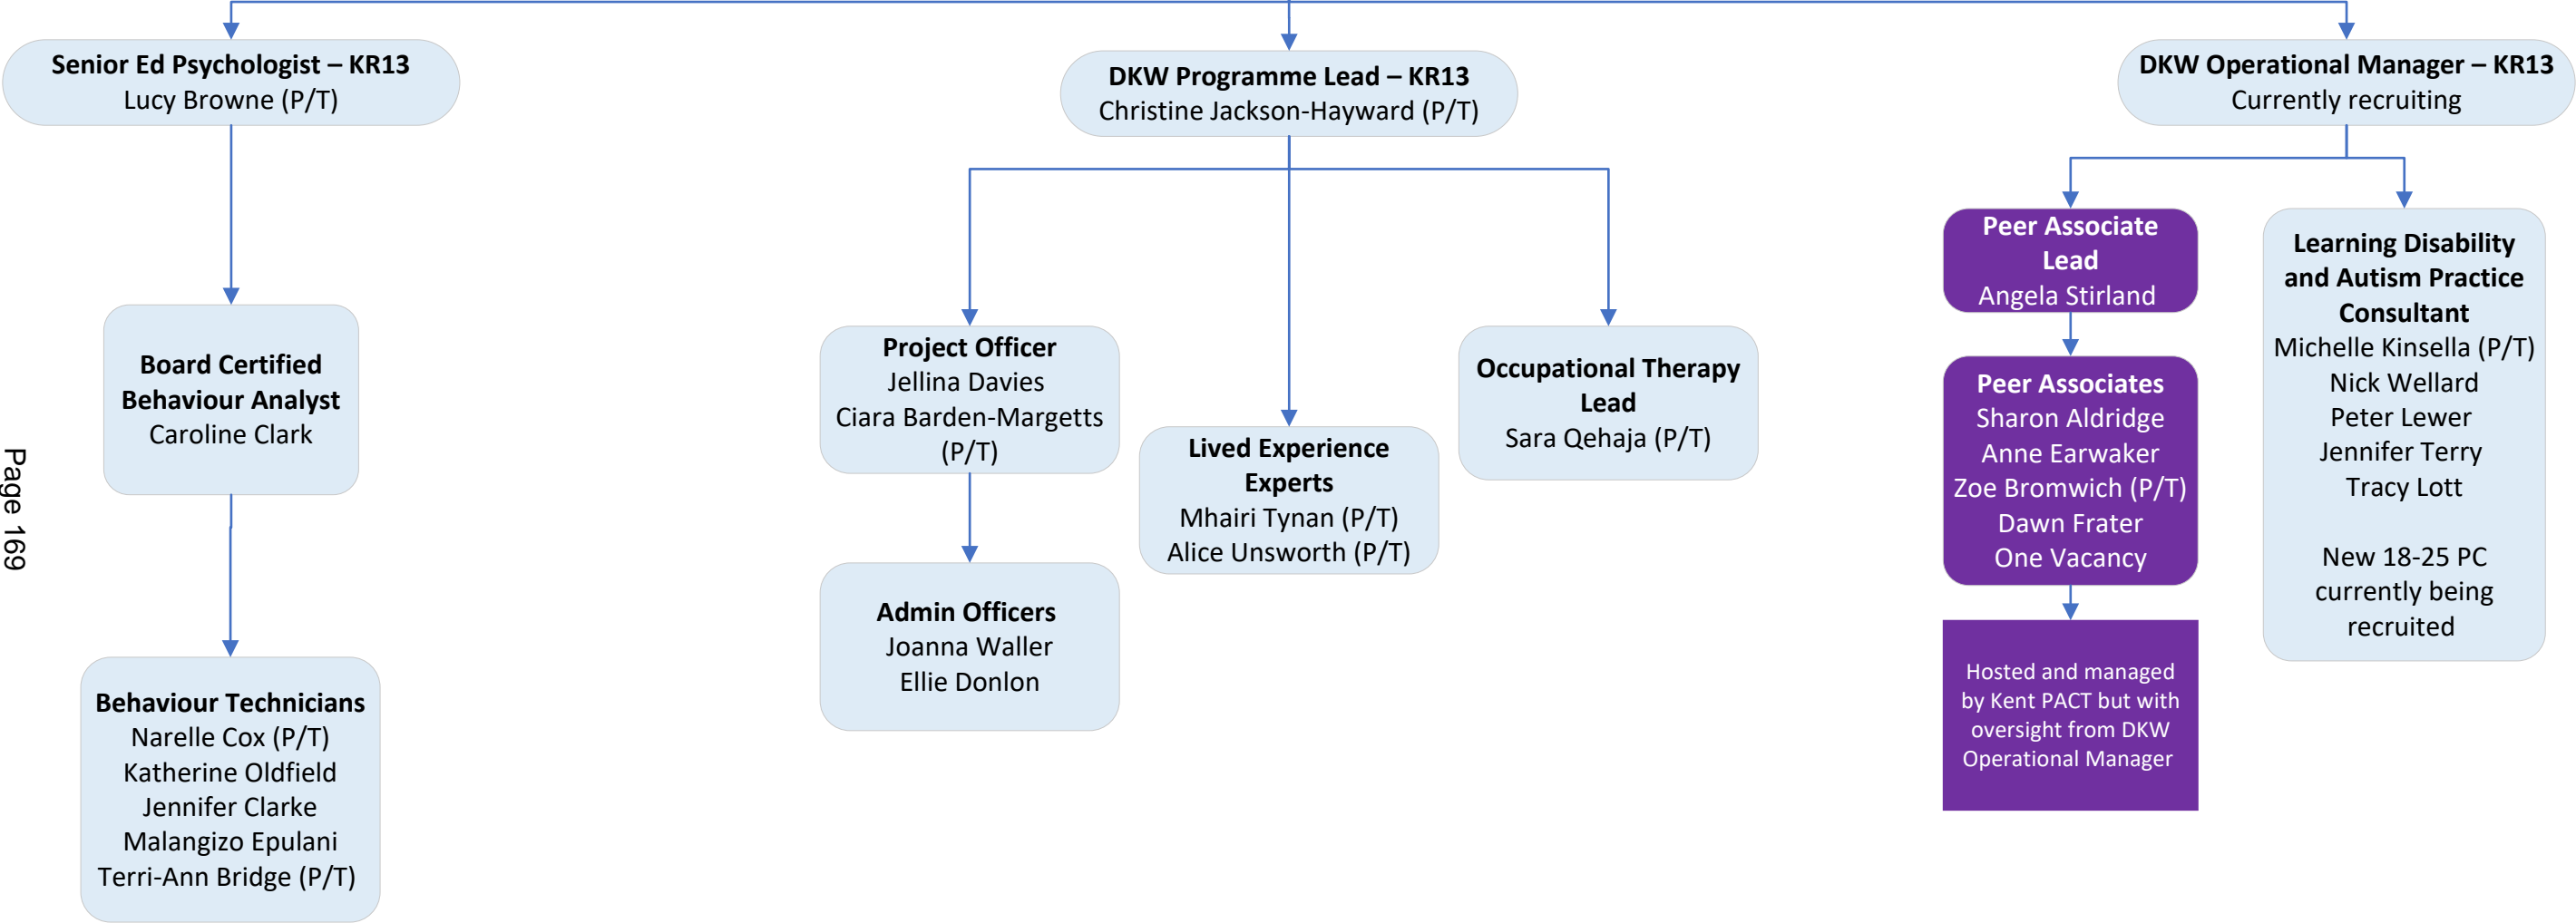 Senior Ed Psychologist – KR13
Lucy Browne (P/T)
Board Certified
Behaviour Analyst
Caroline Clark
Behaviour Technicians
Narelle Cox (P/T)
Katherine Oldfield
Jennifer Clarke
Malangizo Epulani
Terri-Ann Bridge (P/T)
DKW Programme Lead – KR13
Christine Jackson-Hayward (P/T)
Project Officer
Jellina Davies
Ciara Barden-Margetts
(P/T)
Admin Officers
Joanna Waller
Ellie Donlon
Lived Experience
Experts
Mhairi Tynan (P/T)
Alice Unsworth (P/T)
Occupational Therapy
Lead
Sara Qehaja (P/T)
DKW Operational Manager – KR13
Currently recruiting
Peer Associate
Lead
Angela Stirland
Peer Associates
Sharon Aldridge
Anne Earwaker
Zoe Bromwich (P/T)
Dawn Frater
One Vacancy
Hosted and managed
by Kent PACT but with
oversight from DKW
Operational Manager
Learning Disability
and Autism Practice
Consultant
Michelle Kinsella (P/T)
Nick Wellard
Peter Lewer
Jennifer Terry
Tracy Lott
New 18-25 PC
currently being
recruited
Page 169